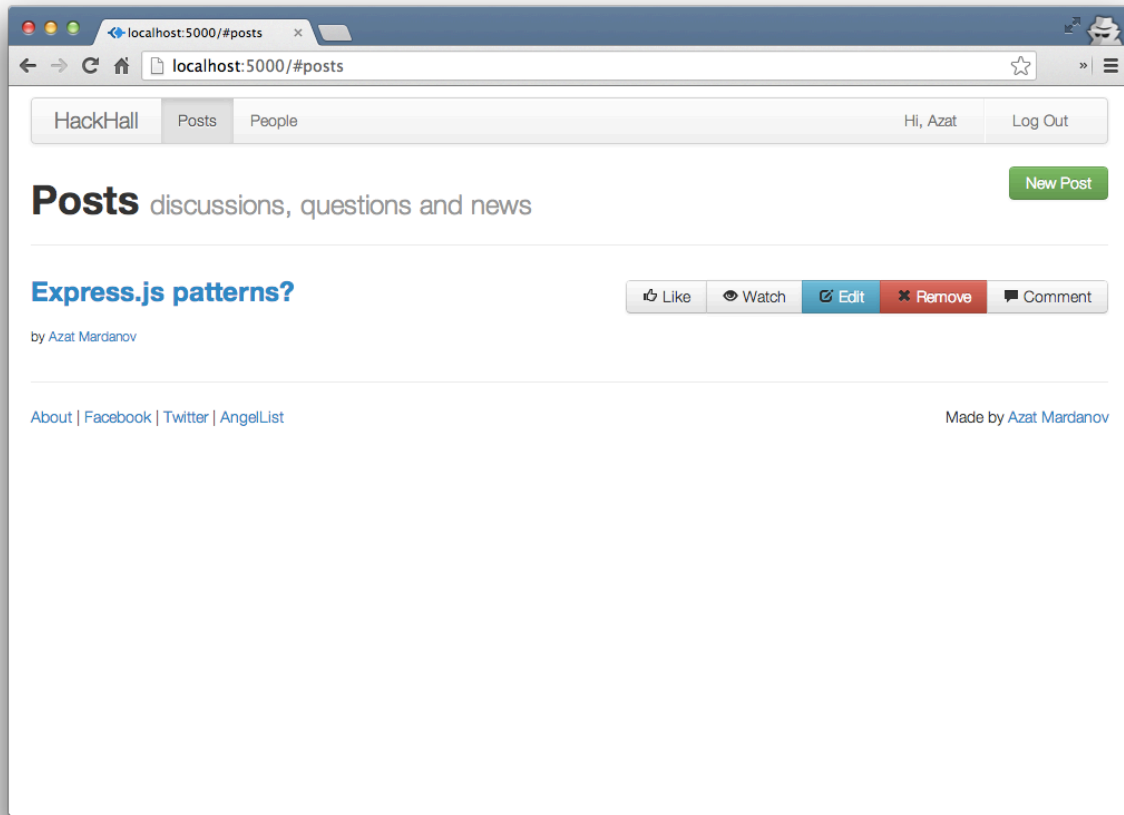 localhost:5000/#posts
localhost:5000/#posts
HackHall Posts People Hi, Azat Log Out
New Post
Posts discussions, questions and news
Express.js patterns? Like Watch Edit Remove Comment
by Azat Mardanov
About | Facebook | Twitter | AngelList Made by Azat Mardanov